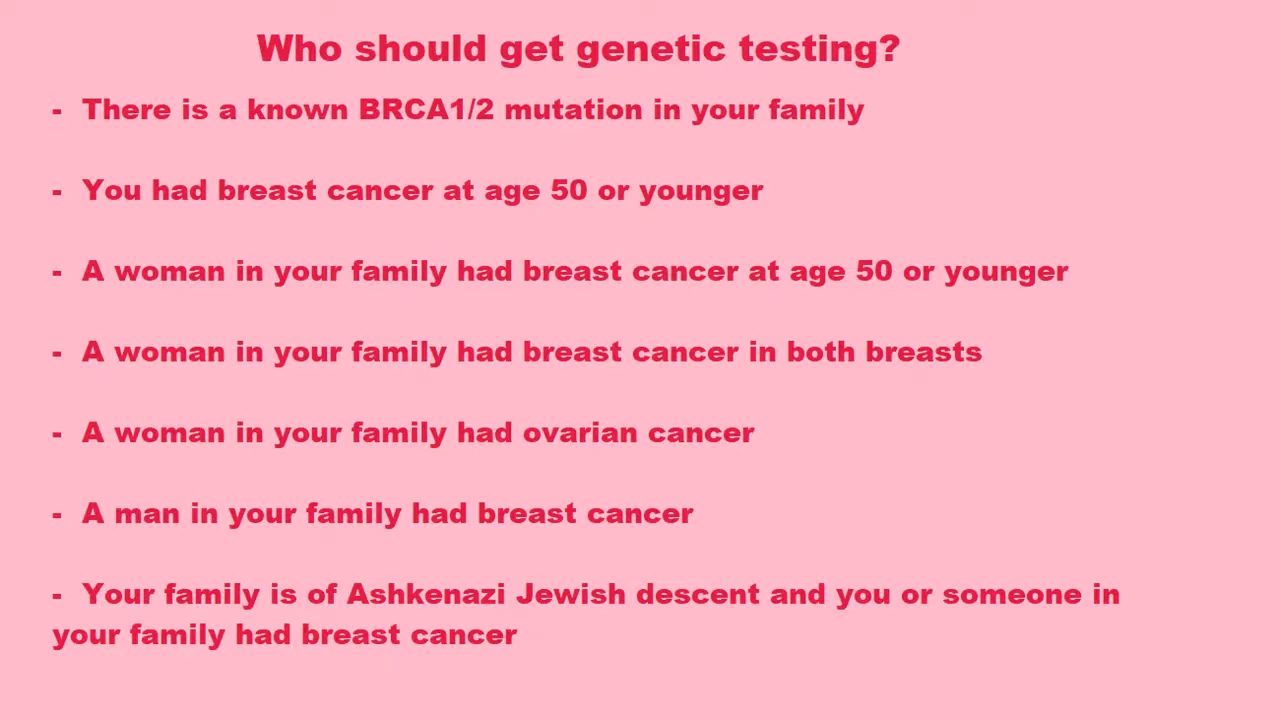 Who should get genetic testing?
- There is a known BRCA1/2 mutation in your family
- You had breast cancer at age 50 or younger
- A woman in your family had breast cancer at age 50 or younger
- A woman in your family had breast cancer in both breasts
- A woman in your family had ovarian cancer
- A man in your family had breast cancer
- Your family is of Ashkenazi Jewish descent and you or someone in
your family had breast cancer